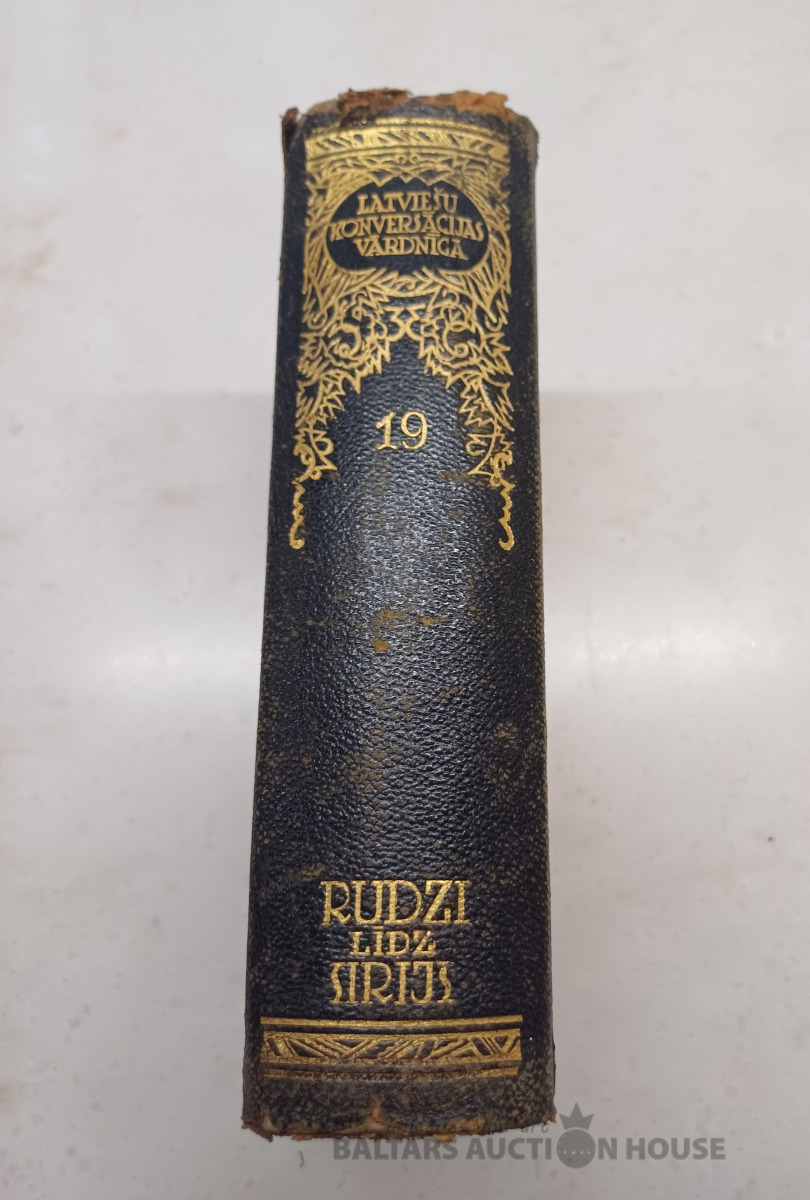 LATVIEŠU
KONVERSĀCIJAS
VĀRDNĪCA
19
RUDZI
LĪDZ
SIRIJS
BALTARS AUCTION HOUSE